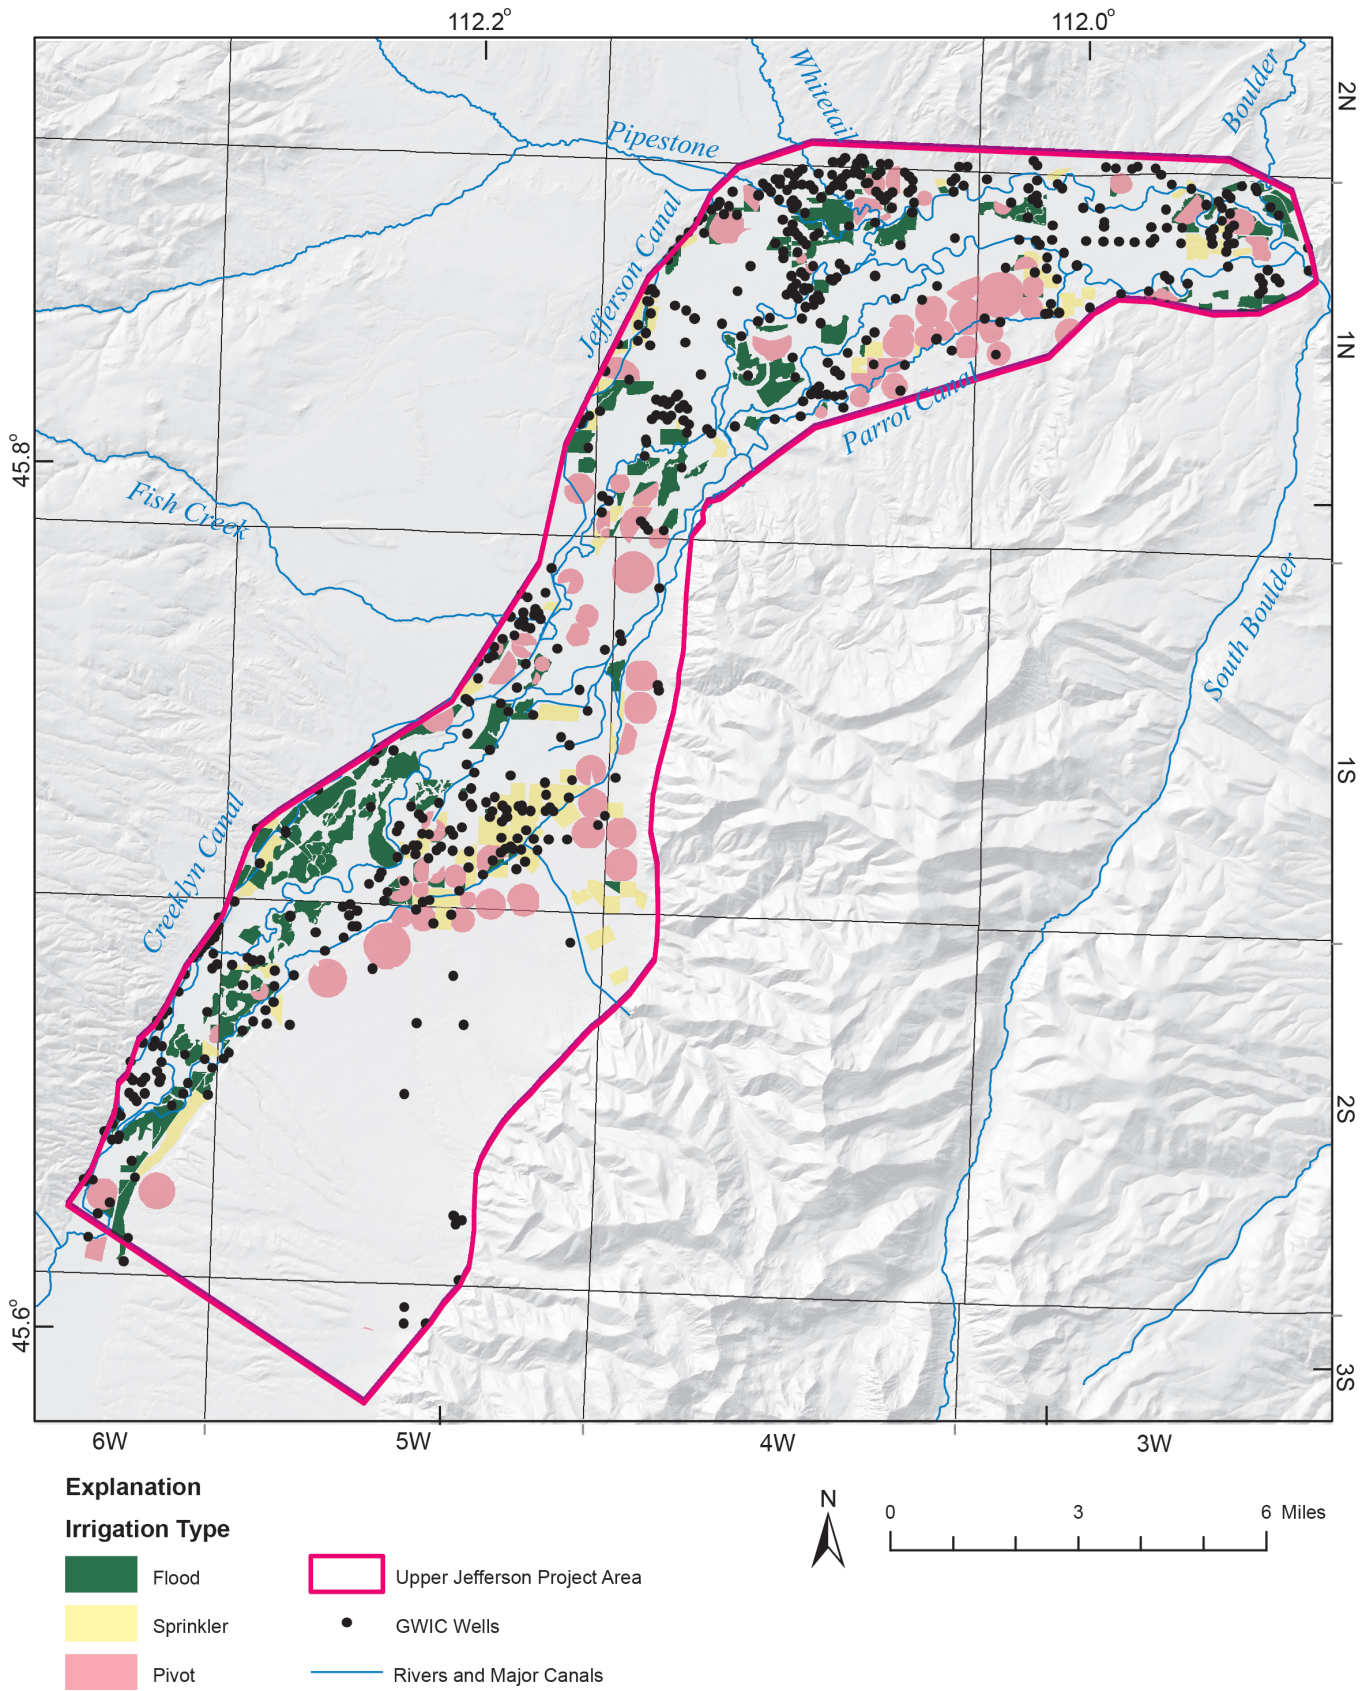 112.2°
112.0°
Whitetail
Boulder
2N
Pipestone
Jefferson Canal
1N
Parrot Canal
45.8°
Fish Creek
South Boulder
1S
Creeklyn Canal
2S
45.6°
3S
6W
5W
4W
3W
Explanation
Irrigation Type
Flood
Sprinkler
Pivot
Upper Jefferson Project Area
GWIC Wells
Rivers and Major Canals
N
0 3 6 Miles